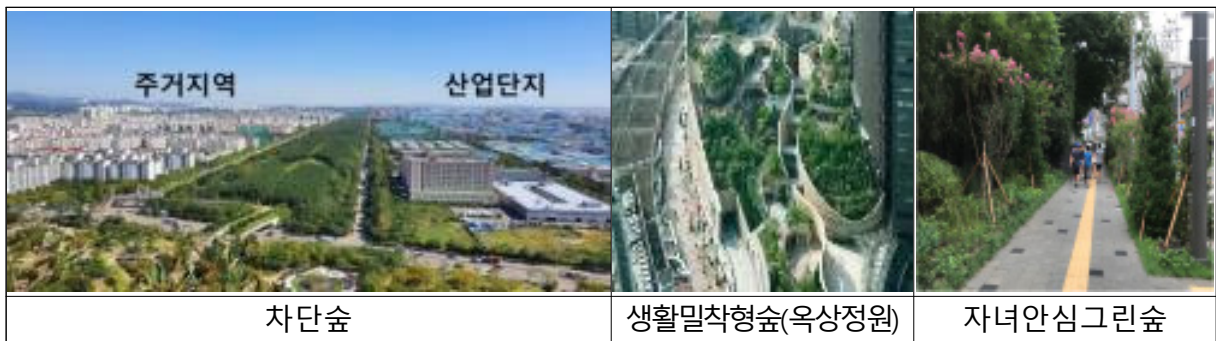 주거지역
산업단지
차단숲
생활밀착형숲(옥상정원)
자녀안심그린숲